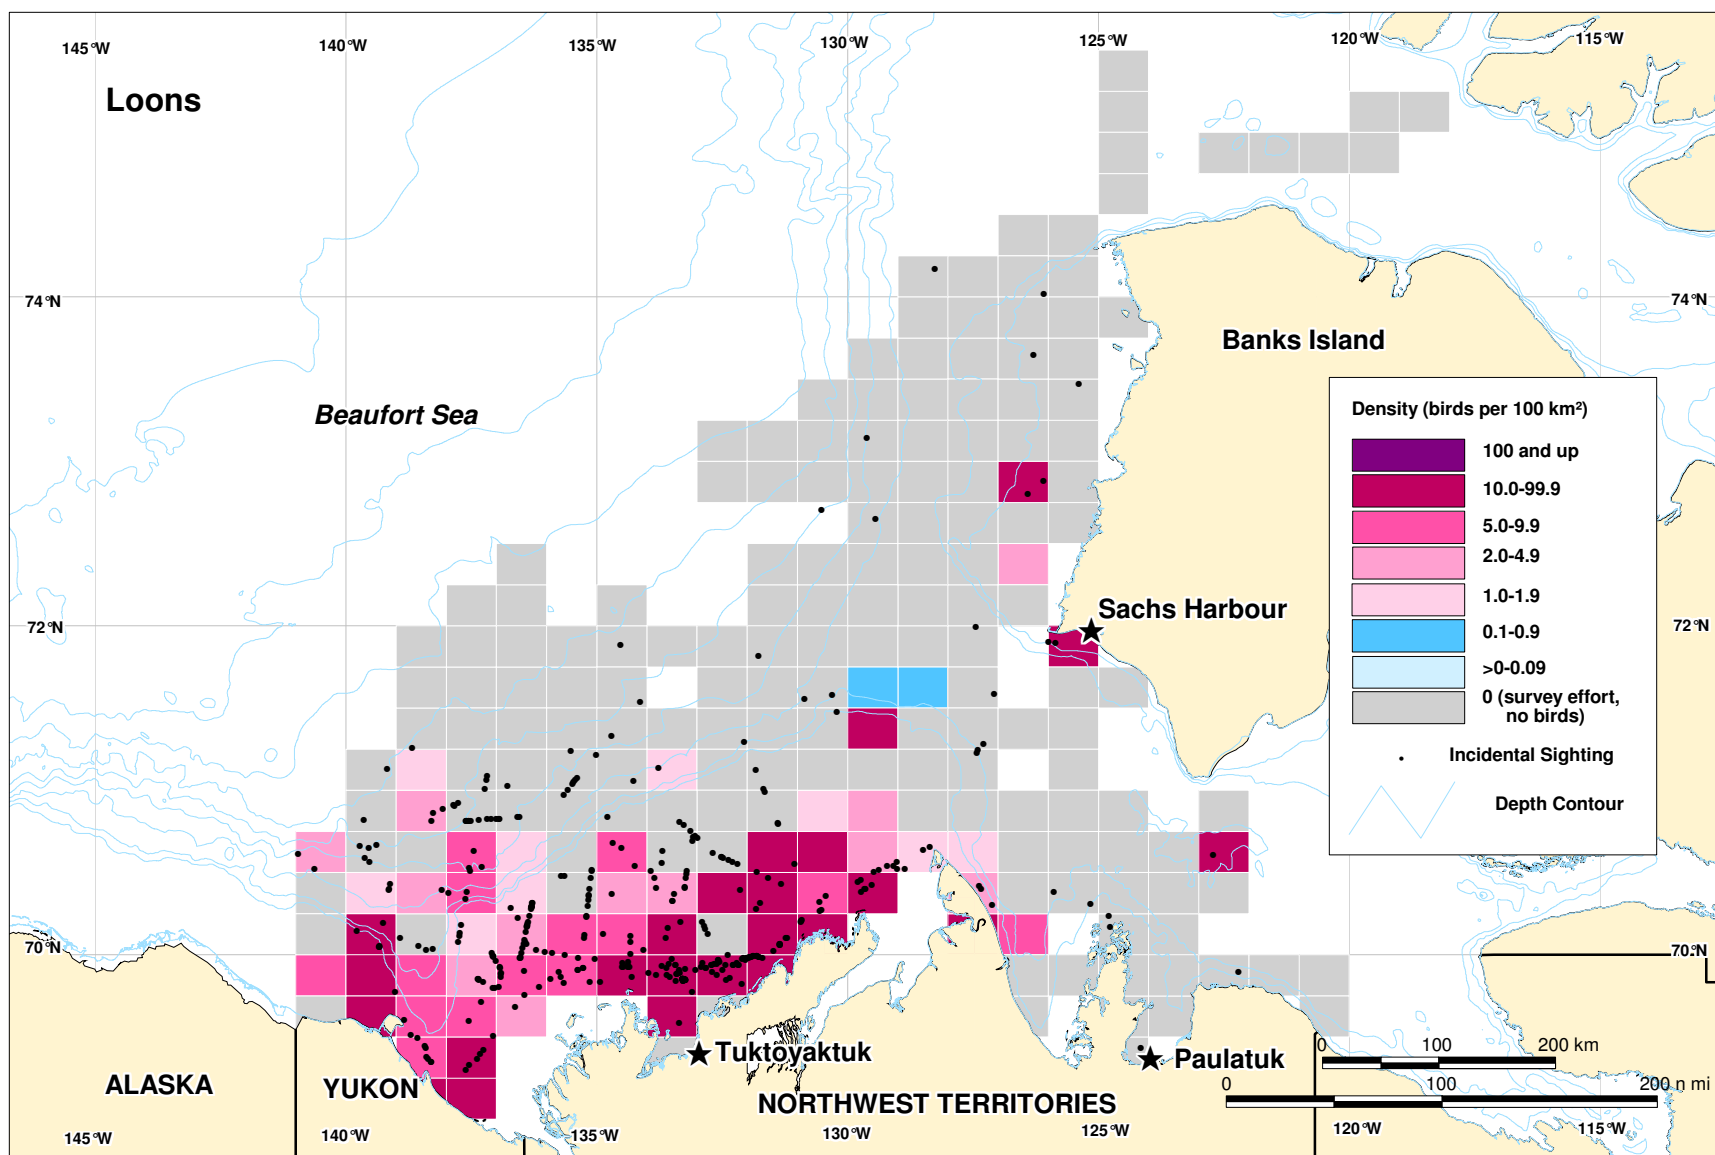 145°W 140°W 135°W 130°W 125°W 120°W 115°W
Loons
74°N 74°N
Banks Island
Beaufort Sea
Density (birds per 100 km²)
100 and up
10.0-99.9
5.0-9.9
2.0-4.9
1.0-1.9
0.1-0.9
>0-0.09
0 (survey effort,
no birds)
Incidental Sighting
Depth Contour
Sachs Harbour
72°N 72°N
70°N 70°N
Tuktoyaktuk
Paulatuk
0 100 200 km
0 100 200 n mi
ALASKA
YUKON
NORTHWEST TERRITORIES
145°W 140°W 135°W 130°W 125°W 120°W 115°W